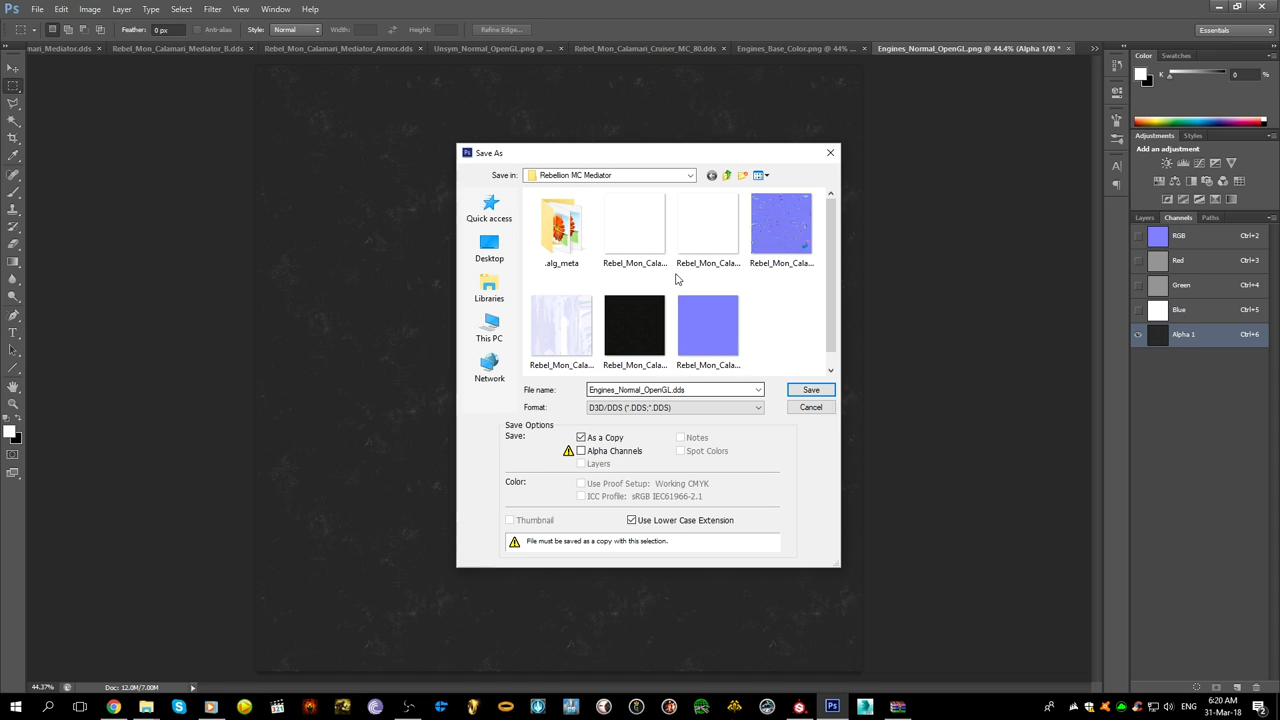 Ps File Edit Image Layer Type Select Filter View Window Help
Feather: 0 px Anti-alias Style: Normal Width: Height: Refine Edge... Essentials
mari_Mediator.dds × Rebel_Mon_Calamari_Mediator_B.dds × Rebel_Mon_Calamari_Mediator_Armor.dds × Unsym_Normal_OpenGL.png @ ... × Rebel_Mon_Calamari_Cruiser_MC_80.dds × Engines_Base_Color.png @ 44% ... × Engines_Normal_OpenGL.png @ 44.4% (Alpha 1/8) * ×
Color Swatches
K 0 %
Adjustments Styles
Add an adjustment
Layers Channels Paths
RGB Ctrl+2
Red Ctrl+3
Green Ctrl+4
Blue Ctrl+5
Alpha 1 Ctrl+6
Save As
Save in: Rebellion MC Mediator
Quick access
Desktop
Libraries
This PC
Network
.alg_meta Rebel_Mon_Cala... Rebel_Mon_Cala... Rebel_Mon_Cala...
Rebel_Mon_Cala... Rebel_Mon_Cala... Rebel_Mon_Cala...
File name: Engines_Normal_OpenGL.dds Save
Format: D3D/DDS (*.DDS;*.DDS) Cancel
Save Options
Save: As a Copy Notes
Alpha Channels Spot Colors
Layers
Color: Use Proof Setup: Working CMYK
ICC Profile: sRGB IEC61966-2.1
Thumbnail Use Lower Case Extension
File must be saved as a copy with this selection.
44.37% Doc: 12.0M/7.00M
6:20 AM
31-Mar-18